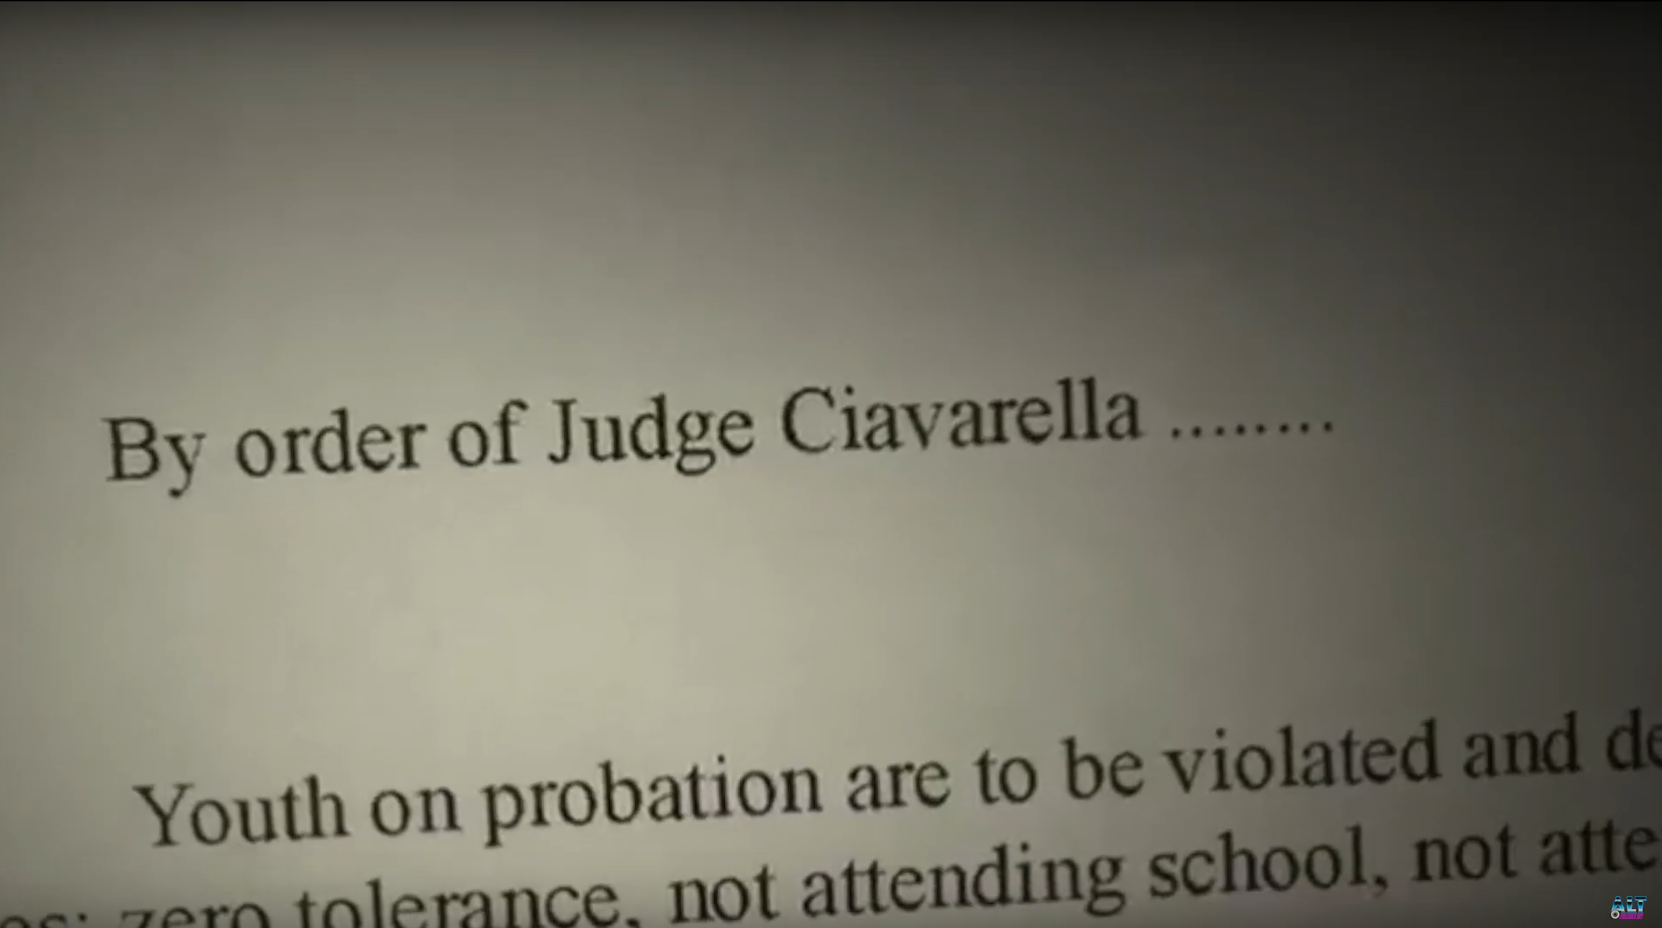 By order of Judge Ciavarella ........
Youth on probation are to be violated and
zero tolerance, not attending school, not
ALT